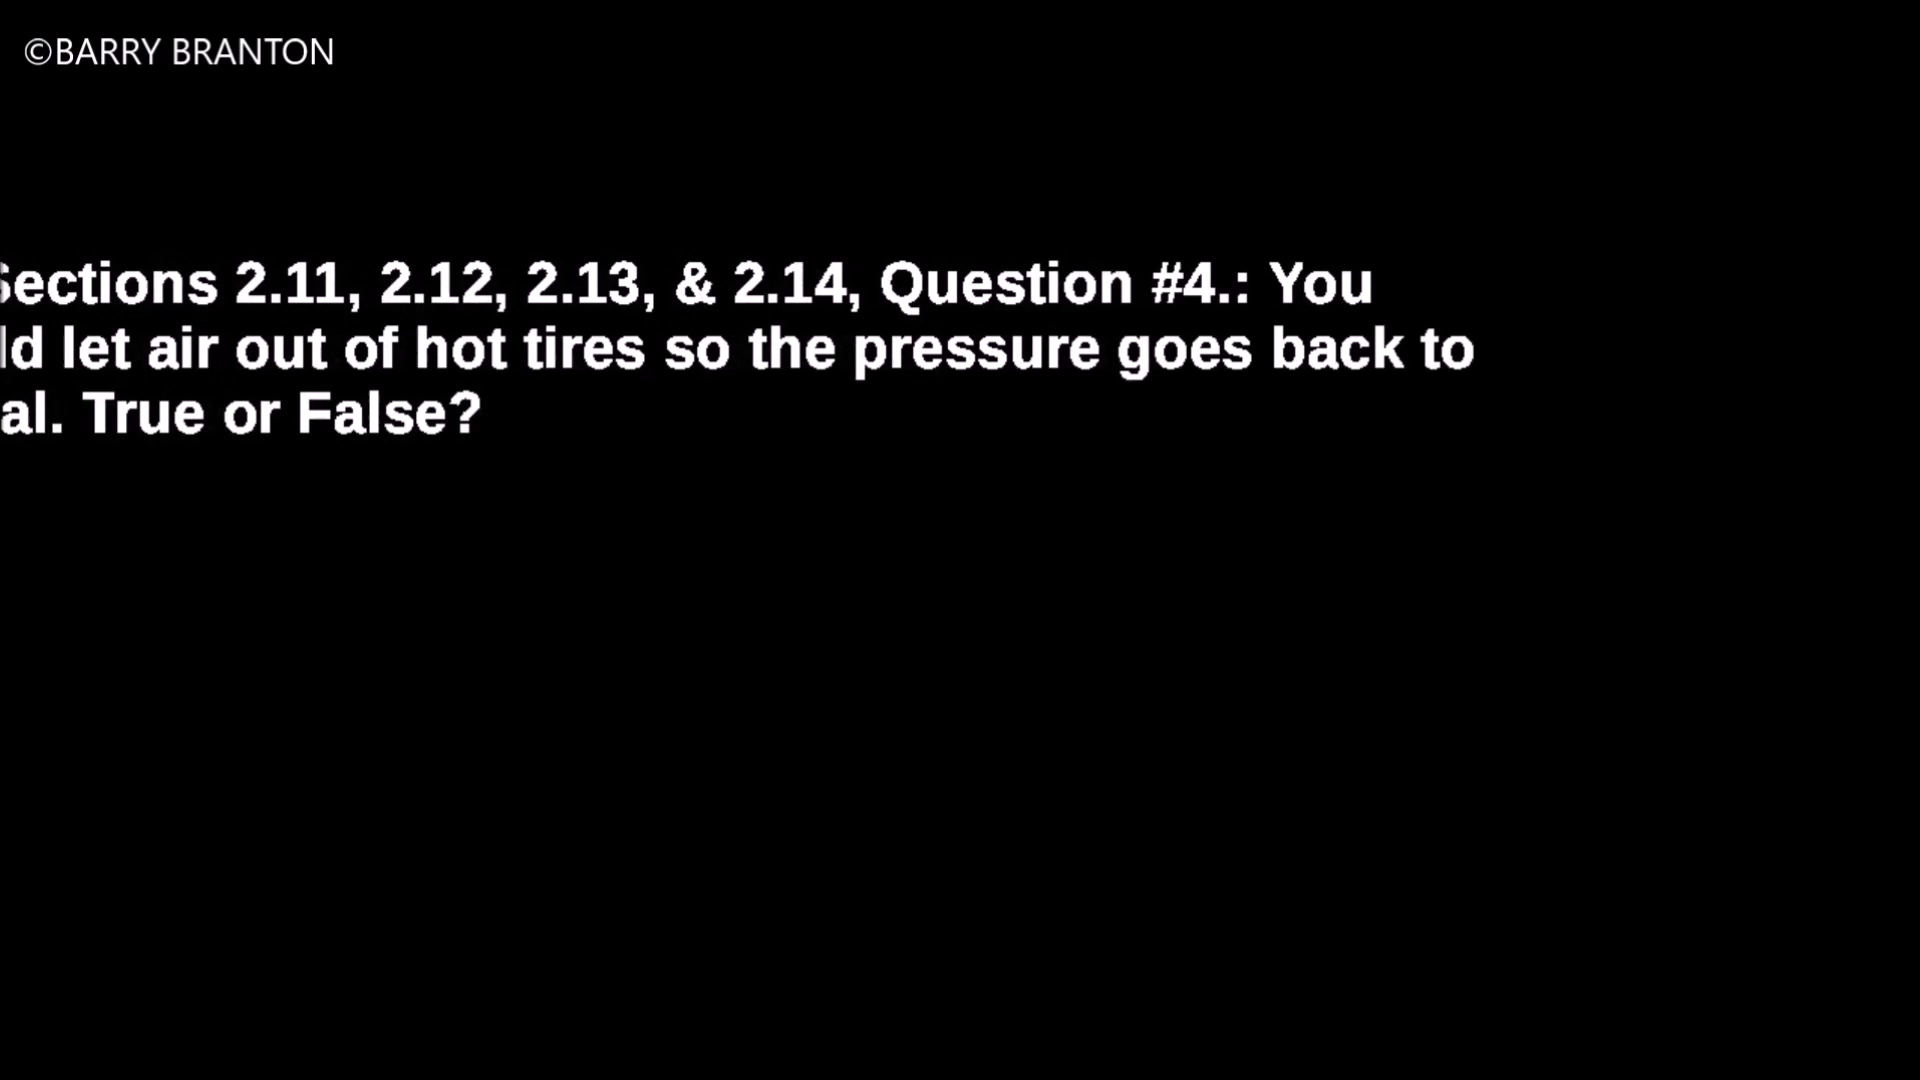 ©BARRY BRANTON
Sections 2.11, 2.12, 2.13, & 2.14, Question #4.: You
ld let air out of hot tires so the pressure goes back to
al. True or False?